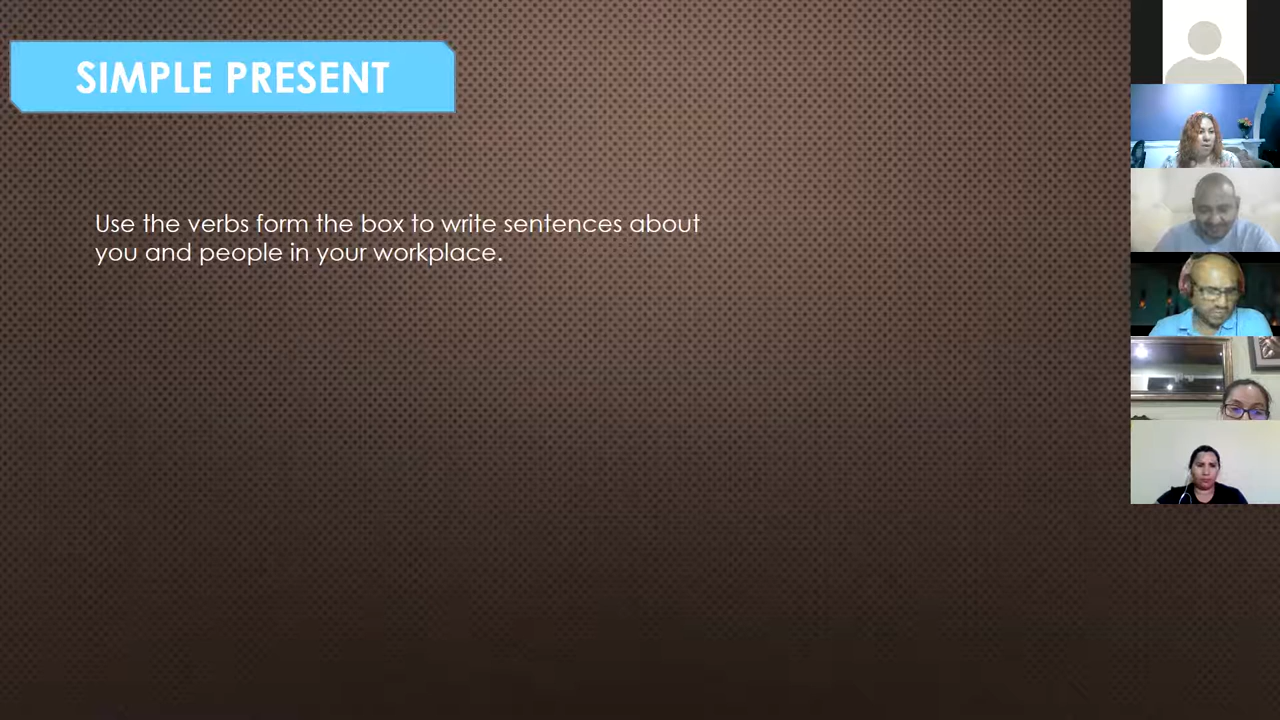 SIMPLE PRESENT
Use the verbs form the box to write sentences about
you and people in your workplace.